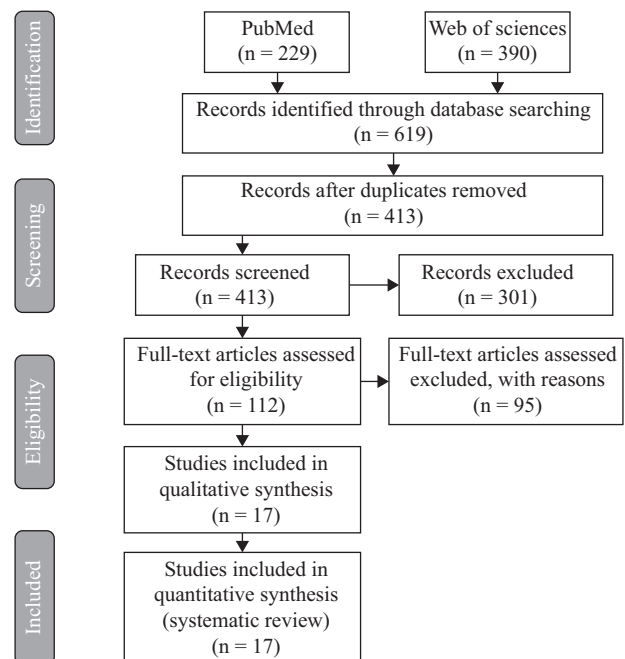 Identification
PubMed
(n = 229)
Web of sciences
(n = 390)
Records identified through database searching
(n = 619)
Screening
Records after duplicates removed
(n = 413)
Records screened
(n = 413)
Records excluded
(n = 301)
Eligibility
Full-text articles assessed
for eligibility
(n = 112)
Full-text articles assessed
excluded, with reasons
(n = 95)
Studies included in
qualitative synthesis
(n = 17)
Included
Studies included in
quantitative synthesis
(systematic review)
(n = 17)